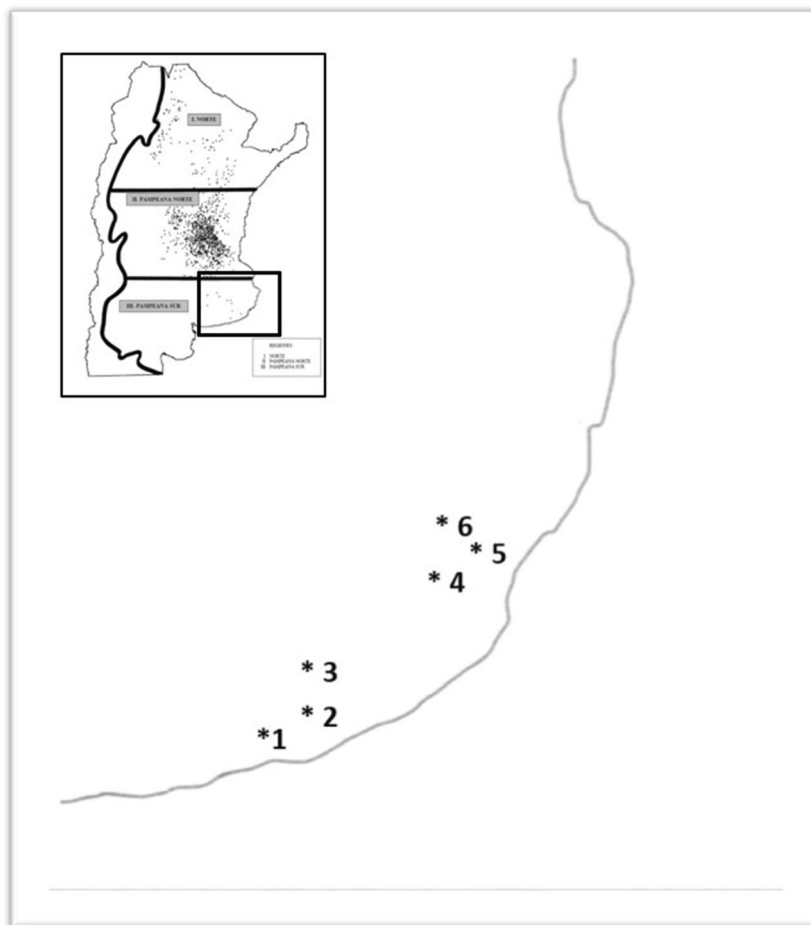 I. NORTE
II. PAMPEANA NORTE
III. PAMPEANA SUR
REGIONES
I NORTE
II PAMPEANA NORTE
III PAMPEANA SUR
* 6
* 5
* 4
* 3
* 2
*1